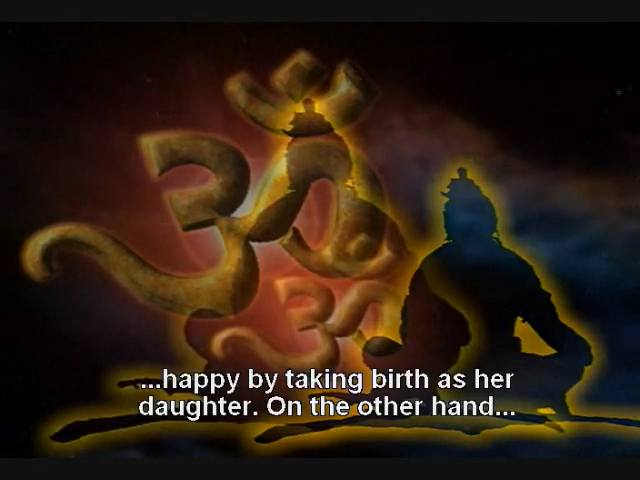 ॐ
ॐ
...happy by taking birth as her
daughter. On the other hand...